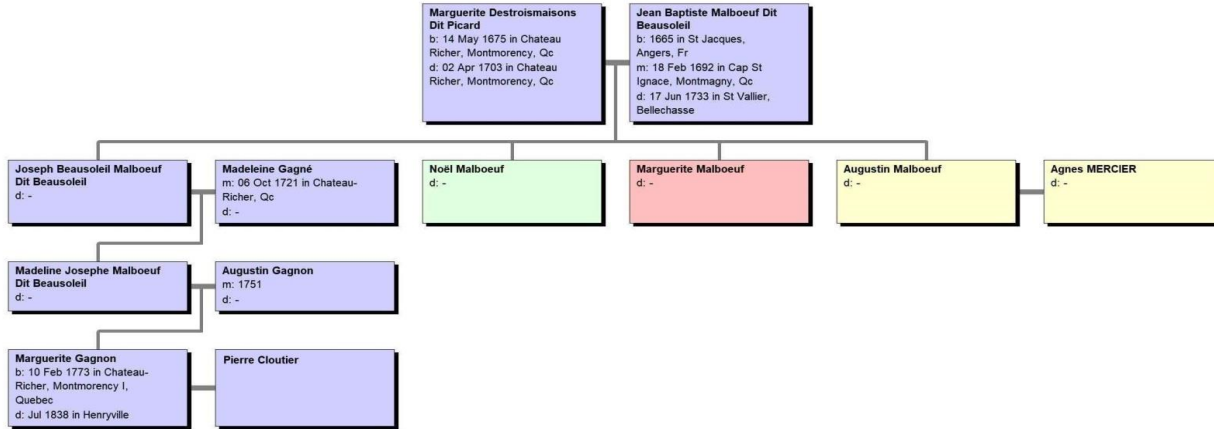 Marguerite Destroismaisons
Dit Picard
b: 14 May 1675 in Chateau
Richer, Montmorency, Qc
d: 02 Apr 1703 in Chateau
Richer, Montmorency, Qc
Jean Baptiste Malboeuf Dit
Beausoleil
b: 1665 in St Jacques,
Angers, Fr
m: 18 Feb 1692 in Cap St
Ignace, Montmagny, Qc
d: 17 Jun 1733 in St Vallier,
Bellechasse
Joseph Beausoleil Malboeuf
Dit Beausoleil
d: -
Madeleine Gagné
m: 06 Oct 1721 in Chateau-
Richer, Qc
d: -
Noël Malboeuf
d: -
Marguerite Malboeuf
d: -
Augustin Malboeuf
d: -
Agnes MERCIER
d: -
Madeline Josephe Malboeuf
Dit Beausoleil
d: -
Augustin Gagnon
m: 1751
d: -
Marguerite Gagnon
b: 10 Feb 1773 in Chateau-
Richer, Montmorency I,
Quebec
d: Jul 1838 in Henryville
Pierre Cloutier